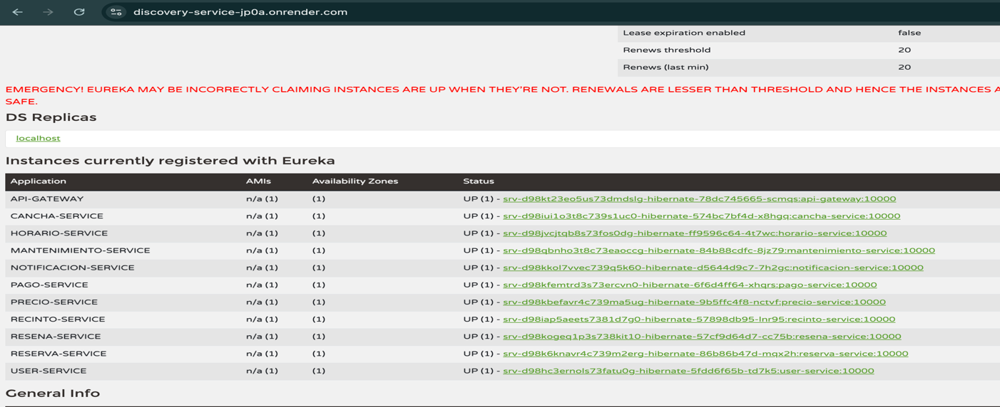 discovery-service-jp0a.onrender.com
Lease expiration enabled false
Renews threshold 20
Renews (last min) 20
EMERGENCY! EUREKA MAY BE INCORRECTLY CLAIMING INSTANCES ARE UP WHEN THEY'RE NOT. RENEWALS ARE LESSER THAN THRESHOLD AND HENCE THE INSTANCES A
SAFE.
DS Replicas
localhost
Instances currently registered with Eureka
Application AMIs Availability Zones Status
API-GATEWAY n/a (1) (1) UP (1) - srv-d98kt23eo5us73dmdslg-hibernate-78dc745665-scmqs:api-gateway:10000
CANCHA-SERVICE n/a (1) (1) UP (1) - srv-d98iui1o3t8c739s1uc0-hibernate-574bc7bf4d-x8hgq:cancha-service:10000
HORARIO-SERVICE n/a (1) (1) UP (1) - srv-d98jvcjtqb8s73fos0dg-hibernate-ff9596c64-4t7wc:horario-service:10000
MANTENIMIENTO-SERVICE n/a (1) (1) UP (1) - srv-d98qbnho3t8c73eaoccg-hibernate-84b88cdfc-8jz79:mantenimiento-service:10000
NOTIFICACION-SERVICE n/a (1) (1) UP (1) - srv-d98kkol7vvec739q5k60-hibernate-d5644d9c7-7h2gc:notificacion-service:10000
PAGO-SERVICE n/a (1) (1) UP (1) - srv-d98kfemtrd3s73ercvn0-hibernate-6f6d4ff64-xhqrs:pago-service:10000
PRECIO-SERVICE n/a (1) (1) UP (1) - srv-d98kbefavr4c739ma5ug-hibernate-9b5ffc4f8-nctvf:precio-service:10000
RECINTO-SERVICE n/a (1) (1) UP (1) - srv-d98iap5aeets7381d7g0-hibernate-57898db95-lnr95:recinto-service:10000
RESENA-SERVICE n/a (1) (1) UP (1) - srv-d98kogeq1p3s738kit10-hibernate-57cf9d64d7-cc75b:resena-service:10000
RESERVA-SERVICE n/a (1) (1) UP (1) - srv-d98k6knavr4c739m2erg-hibernate-86b86b47d-mqx2h:reserva-service:10000
USER-SERVICE n/a (1) (1) UP (1) - srv-d98hc3ernols73fatu0g-hibernate-5fdd6f65b-td7k5:user-service:10000
General Info